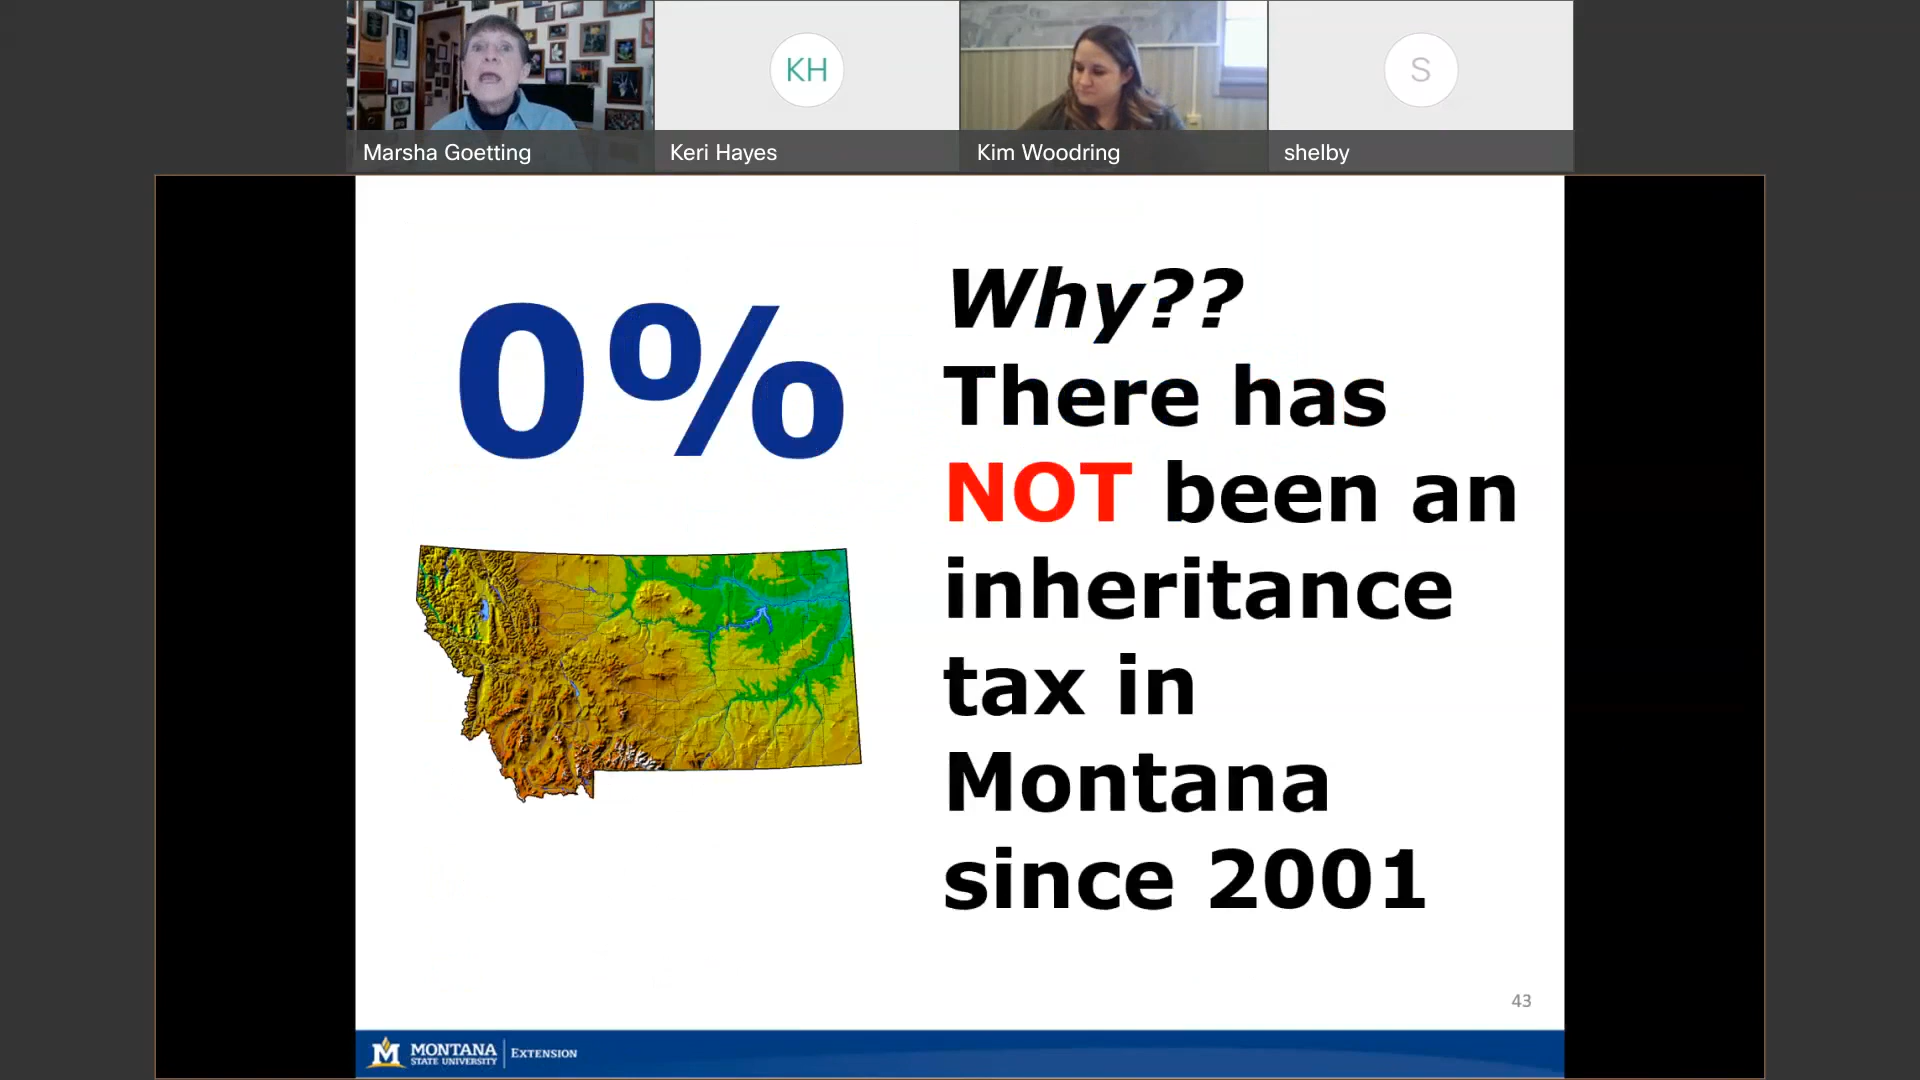 KH
S
Marsha Goetting
Keri Hayes
Kim Woodring
shelby
0%
Why??
There has
NOT been an
inheritance
tax in
Montana
since 2001
43
M MONTANA
STATE UNIVERSITY
EXTENSION